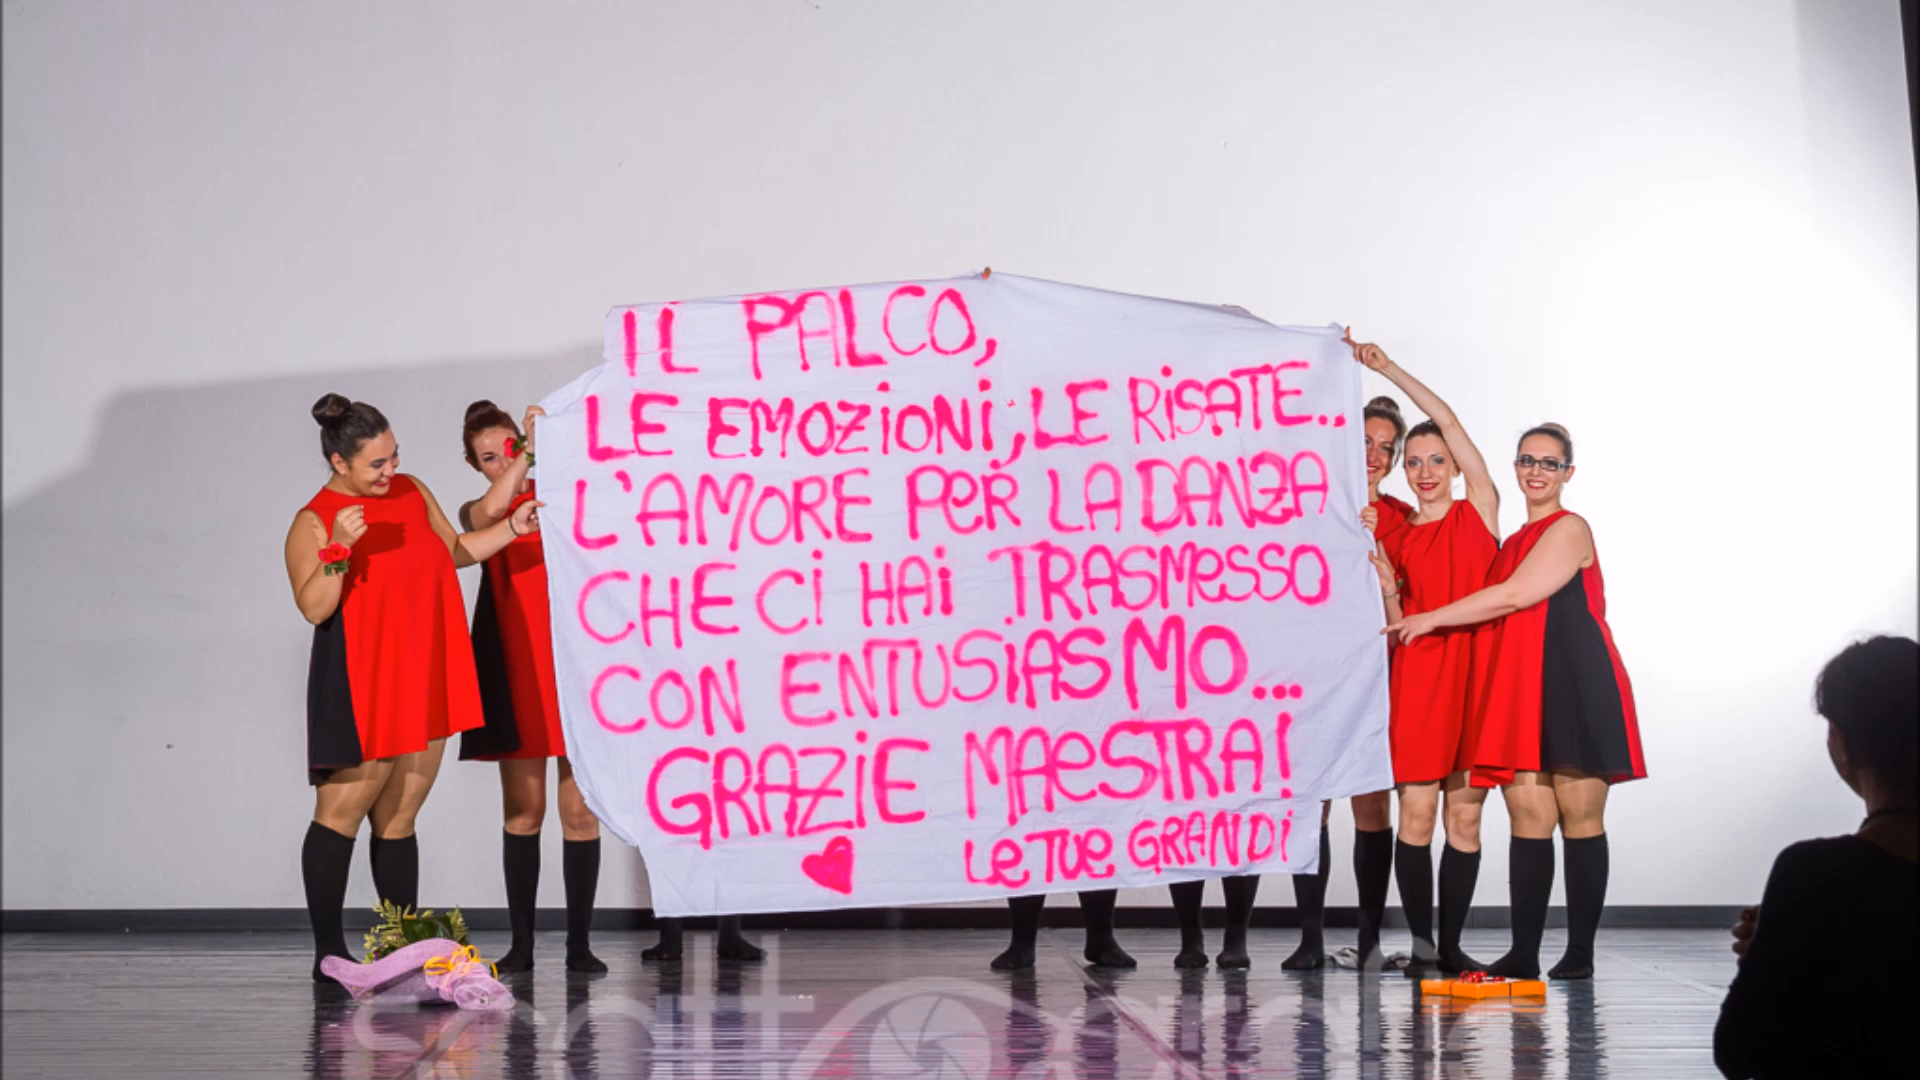 IL PALCO,
LE EMOZiONi, LE RiSATE..
L'AMORE PeR LA DANZA
CHE Ci HAi TRASMeSSO
CON ENTUSiASMO...
GRAZiE MAeSTRA!
Le TUe GRANDi